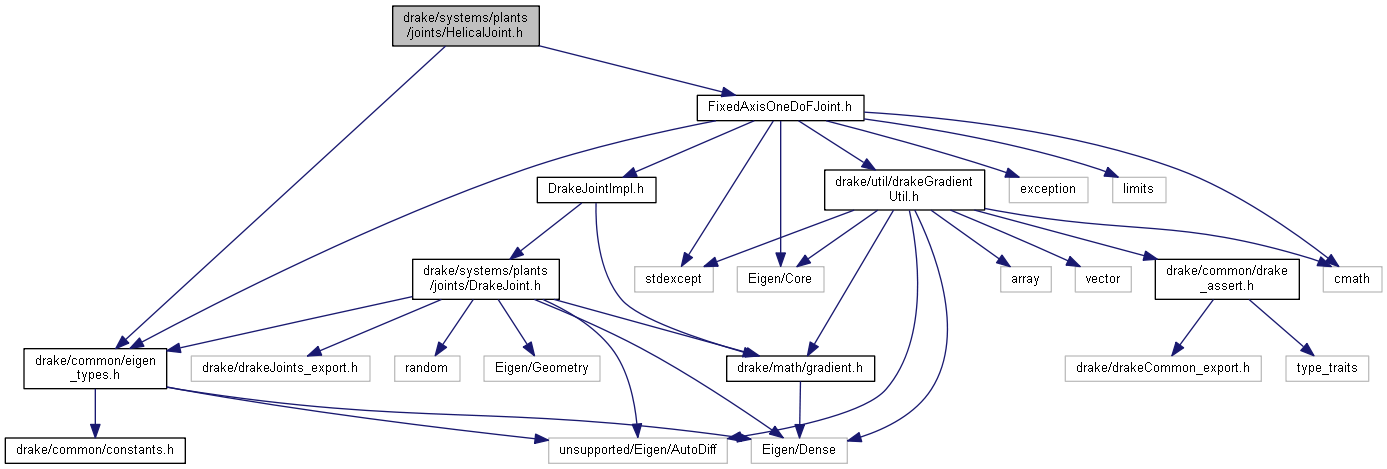 drake/systems/plants
/joints/HelicalJoint.h
FixedAxisOneDoFJoint.h
DrakeJointImpl.h
drake/util/drakeGradient
Util.h
exception
limits
drake/systems/plants
/joints/DrakeJoint.h
stdexcept
Eigen/Core
array
vector
drake/common/drake
_assert.h
cmath
drake/common/eigen
_types.h
drake/drakeJoints_export.h
random
Eigen/Geometry
drake/math/gradient.h
drake/drakeCommon_export.h
type_traits
drake/common/constants.h
unsupported/Eigen/AutoDiff
Eigen/Dense